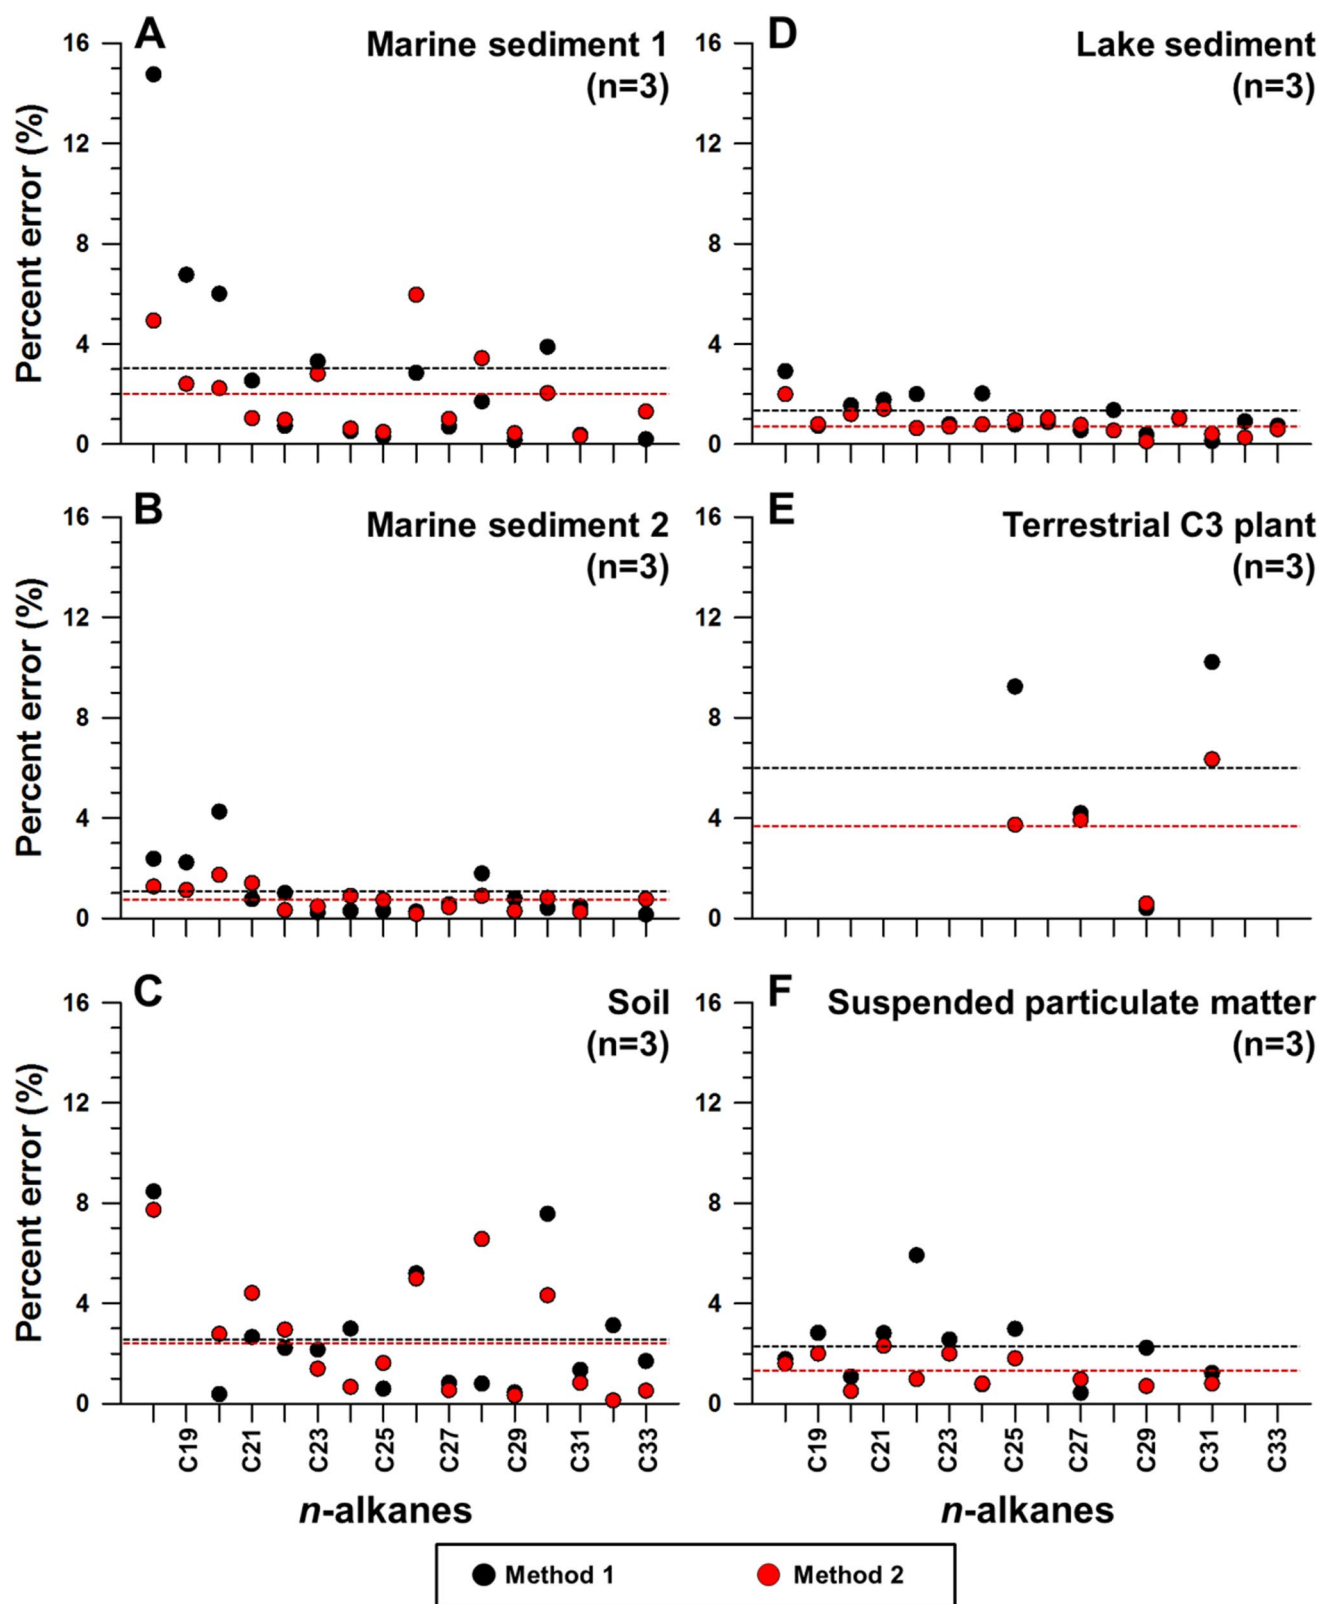 A
Marine sediment 1
(n=3)
Percent error (%)
16
12
8
4
0
D
Lake sediment
(n=3)
16
12
8
4
0
B
Marine sediment 2
(n=3)
Percent error (%)
16
12
8
4
0
E
Terrestrial C3 plant
(n=3)
16
12
8
4
0
C
Soil
(n=3)
Percent error (%)
16
12
8
4
0
C19
C21
C23
C25
C27
C29
C31
C33
n-alkanes
F
Suspended particulate matter
(n=3)
16
12
8
4
0
C19
C21
C23
C25
C27
C29
C31
C33
n-alkanes
Method 1
Method 2